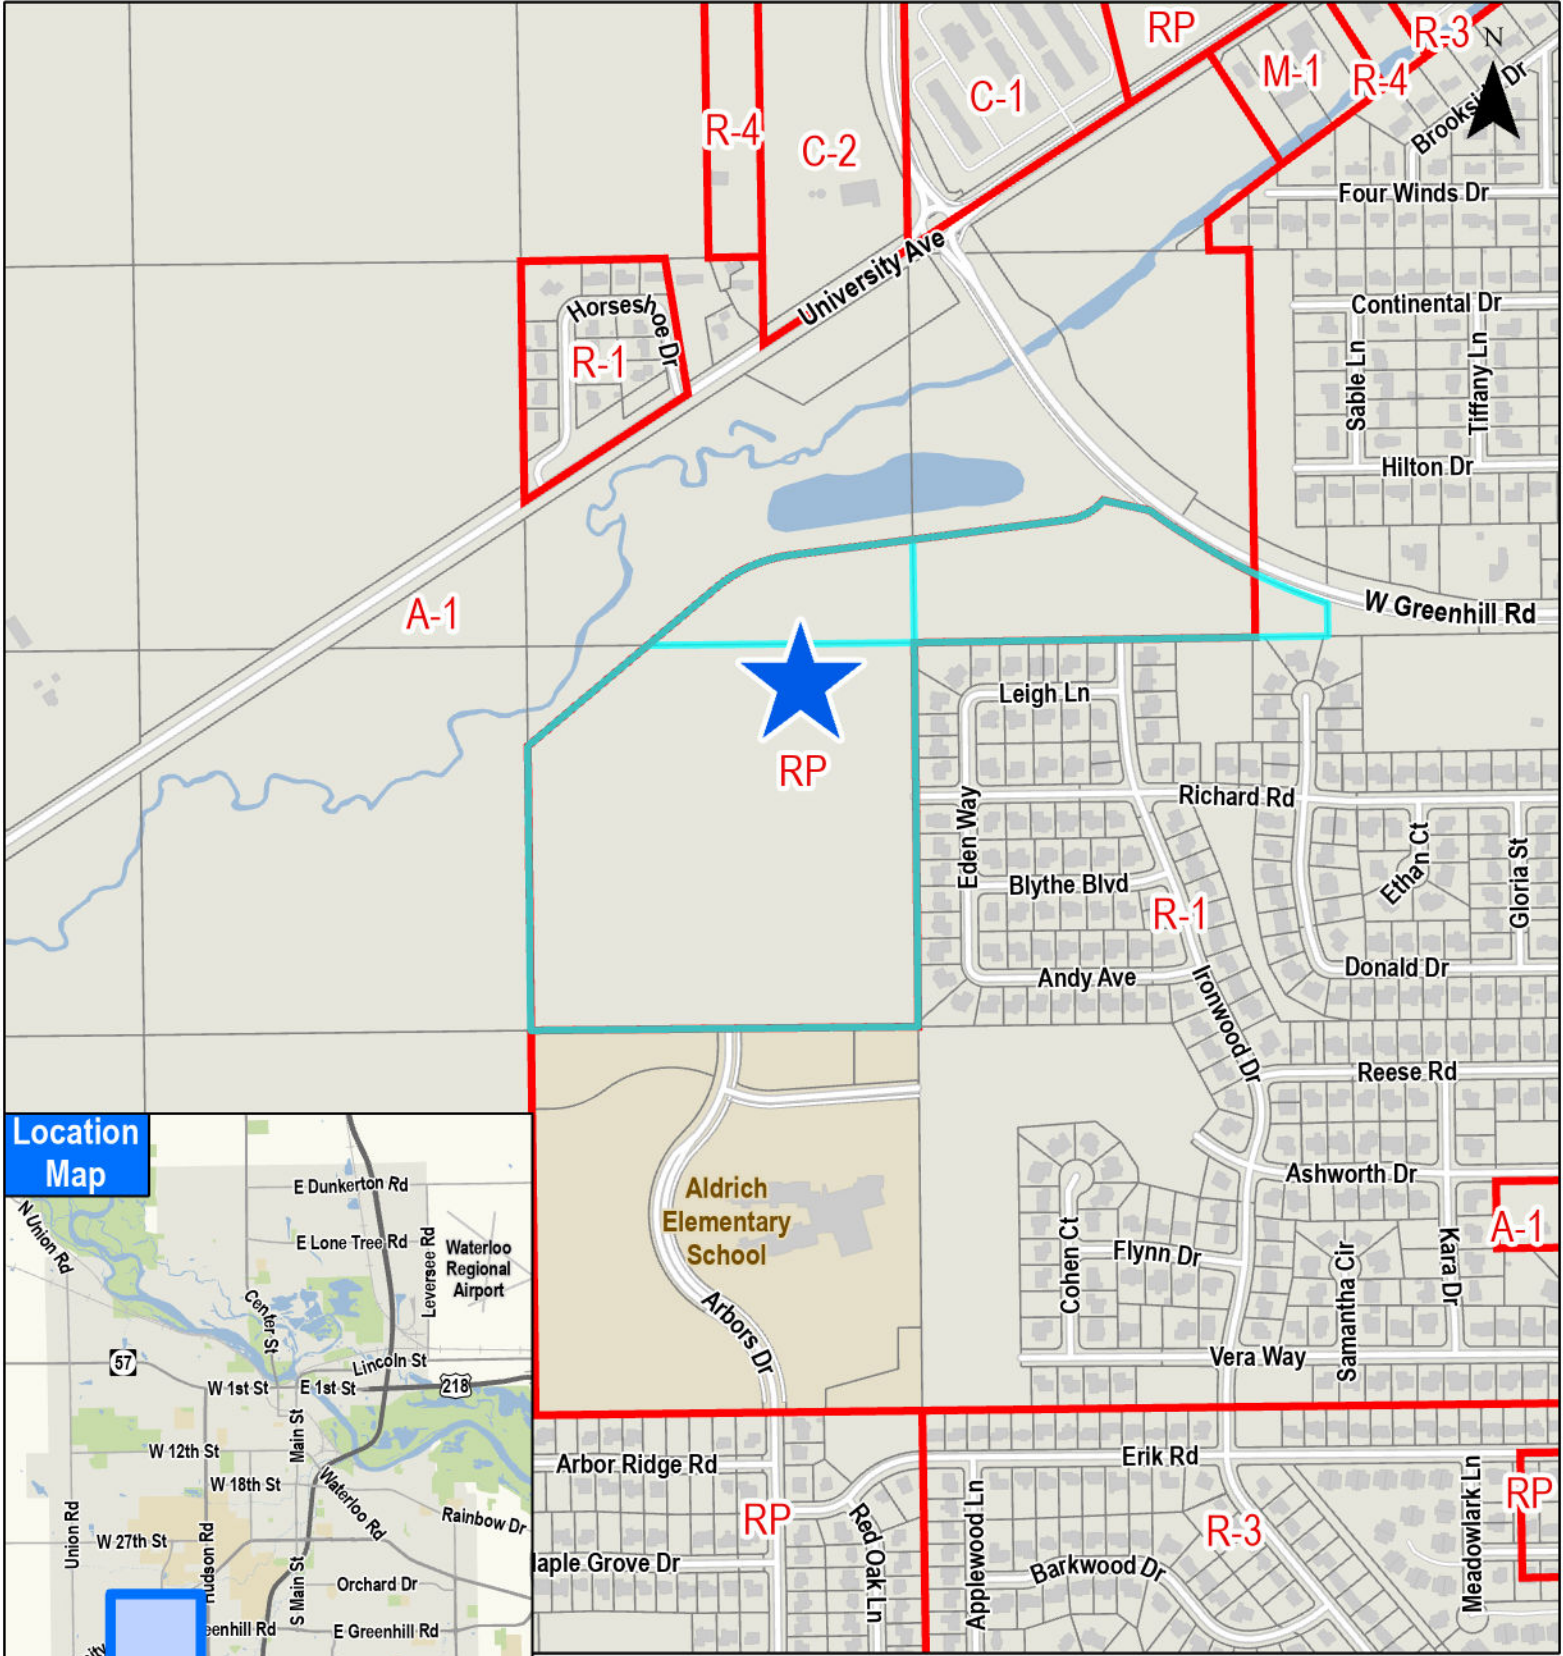 RP
R-3
N
M-1
R-4
C-1
Brookside Dr
R-4
C-2
Four Winds Dr
University Ave
Horseshoe Dr
Continental Dr
R-1
Sable Ln
Tiffany Ln
Hilton Dr
A-1
W Greenhill Rd
Leigh Ln
RP
Richard Rd
Eden Way
Ethan Ct
Gloria St
Blythe Blvd
R-1
Andy Ave
Donald Dr
Ironwood Dr
Reese Rd
Ashworth Dr
Aldrich
Elementary
School
A-1
Cohen Ct
Flynn Dr
Samantha Cir
Kara Dr
Arbors Dr
Vera Way
Arbor Ridge Rd
Erik Rd
RP
Red Oak Ln
Applewood Ln
R-3
Meadowlark Ln
RP
aple Grove Dr
Barkwood Dr
Location
Map
E Dunkerton Rd
N Union Rd
E Lone Tree Rd
Leversee Rd
Waterloo
Regional
Airport
Center St
57
Lincoln St
W 1st St
E 1st St
218
Main St
W 12th St
W 18th St
Waterloo Rd
Rainbow Dr
Union Rd
W 27th St
Hudson Rd
S Main St
Orchard Dr
eenhill Rd
E Greenhill Rd